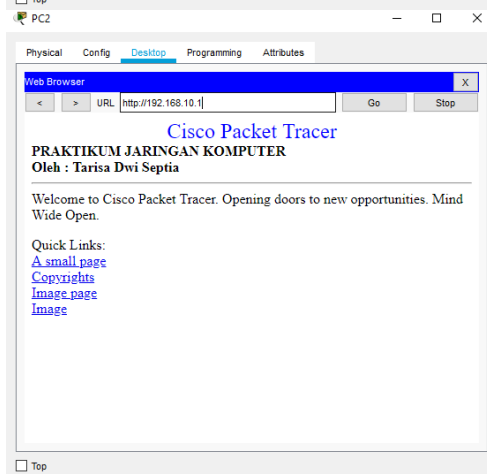 Top
PC2
Physical Config Desktop Programming Attributes
Web Browser X
< > URL http://192.168.10.1 Go Stop
Cisco Packet Tracer
PRAKTIKUM JARINGAN KOMPUTER
Oleh : Tarisa Dwi Septia
Welcome to Cisco Packet Tracer. Opening doors to new opportunities. Mind
Wide Open.
Quick Links:
A small page
Copyrights
Image page
Image
Top